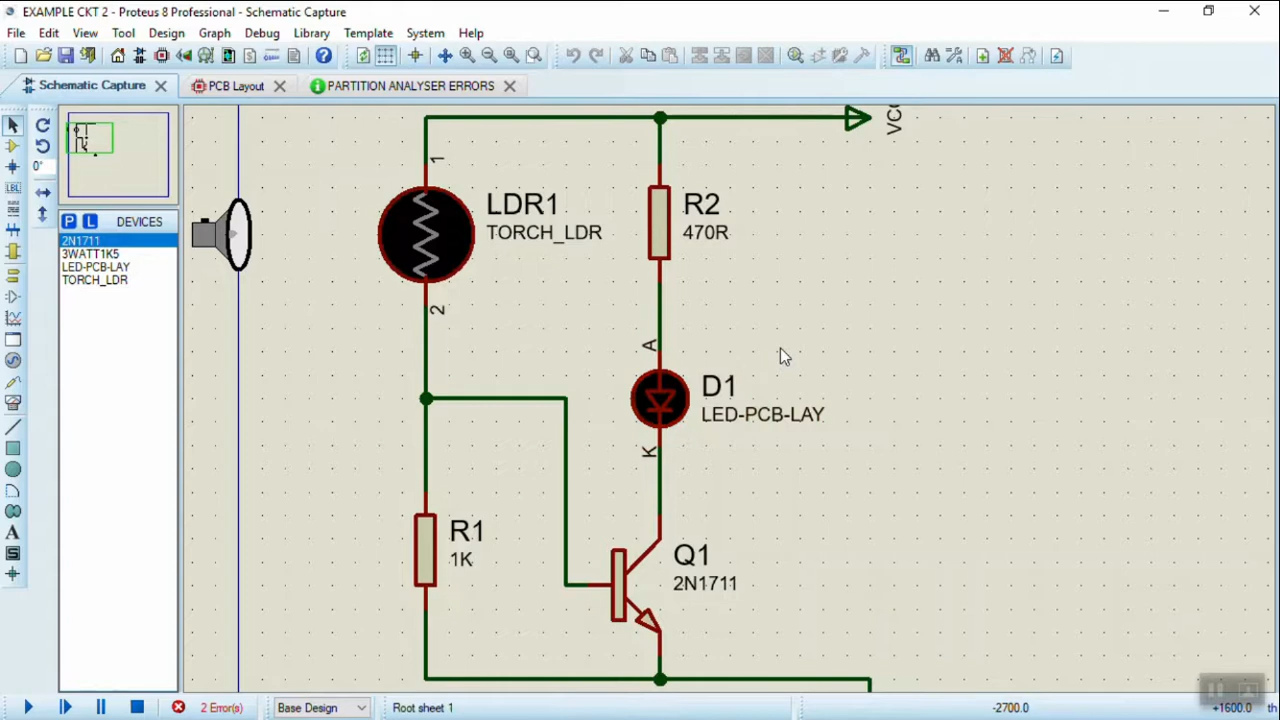 EXAMPLE CKT 2 - Proteus 8 Professional - Schematic Capture
File Edit View Tool Design Graph Debug Library Template System Help
Schematic Capture PCB Layout PARTITION ANALYSER ERRORS
VCC
1
0°
LBL
LDR1
TORCH_LDR
R2
470R
P L DEVICES
2N1711
3WATT1K5
LED-PCB-LAY
TORCH_LDR
2
A
D1
LED-PCB-LAY
K
R1
1K
Q1
2N1711
A
2 Error(s) Base Design Root sheet 1 -2700.0 +1600.0 th